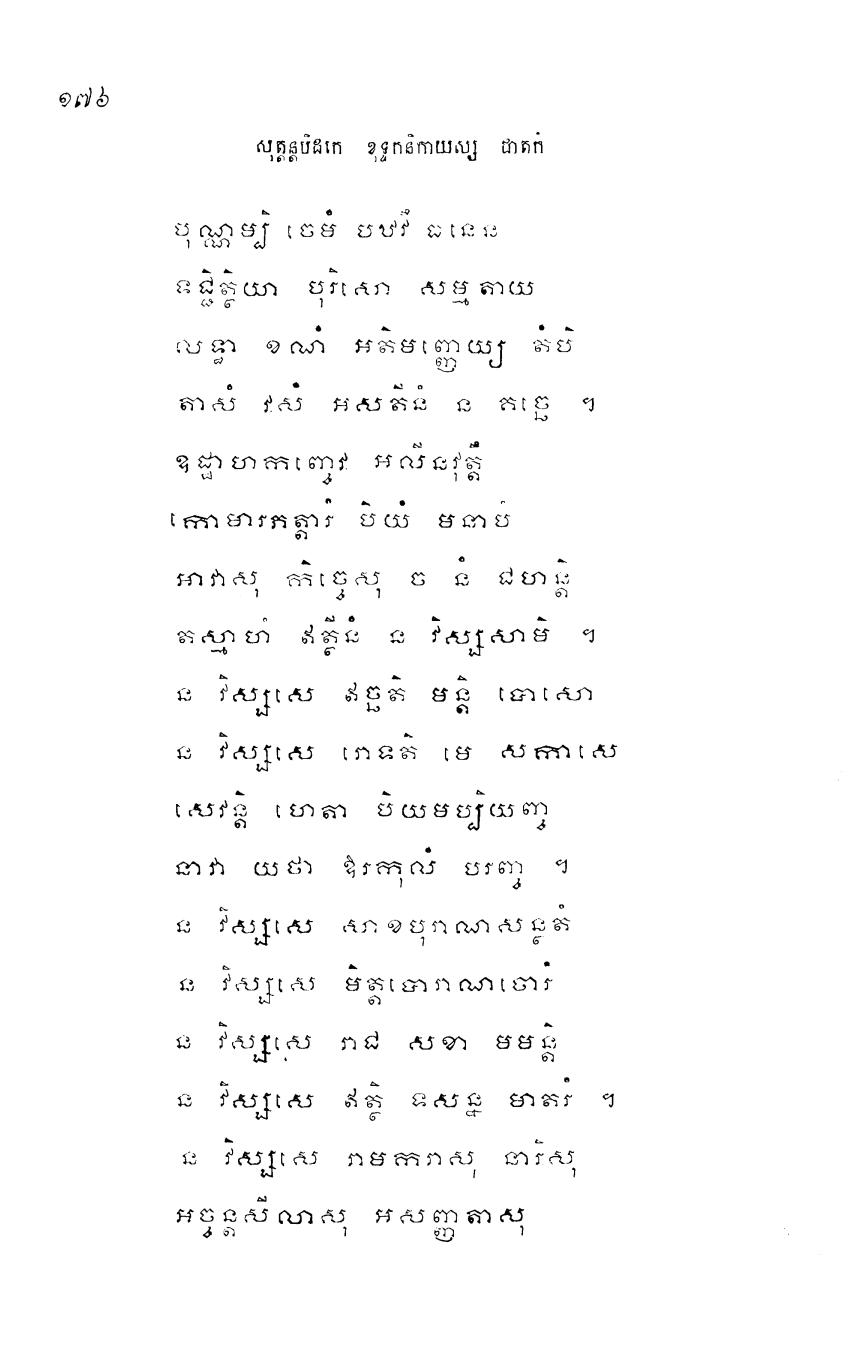 ១៧៦
សុត្តន្តបិដកេ ខុទ្ទកនិកាយស្ស ជាតកំ
បុណ្ណម្បិ ចេមំ បឋវឹ ធនេន
ទជ្ជិត្ថិយា បុរិសោ សម្មតាយ
លទ្ធា ខណំ អតិមញ្ញេយ្យ តំបិ
តាសំ វសំ អសតីនំ ន គច្ឆេ ។
ឧដ្ឋាហកញ្ចេវ អលីនវុត្តឹ
កោមារភត្តារំ បិយំ មនាបំ
អាវាសុ កិច្ចេសុ ច នំ ជហន្តិ
តស្មាហំ ឥត្ថីនំ ន វិស្សសាមិ ។
ន វិស្សសេ ឥច្ឆតិ មន្តិ បោសោ
ន វិស្សសេ រោទតិ មេ សកាសេ
សេវន្តិ ហេតា បិយមប្បិយញ្ច
នាវា យថា ឱរកុលំ បរញ្ច ។
ន វិស្សសេ សាខបុរាណសន្ថតំ
ន វិស្សសេ មិត្តបោរាណចោរំ
ន វិស្សសេ រាជ សខា មមន្តិ
ន វិស្សសេ ឥត្ថិ ទសន្ន មាតរំ ។
ន វិស្សសេ រាមករាសុ នារិសុ
អច្ចន្តសីលាសុ អសញ្ញតាសុ